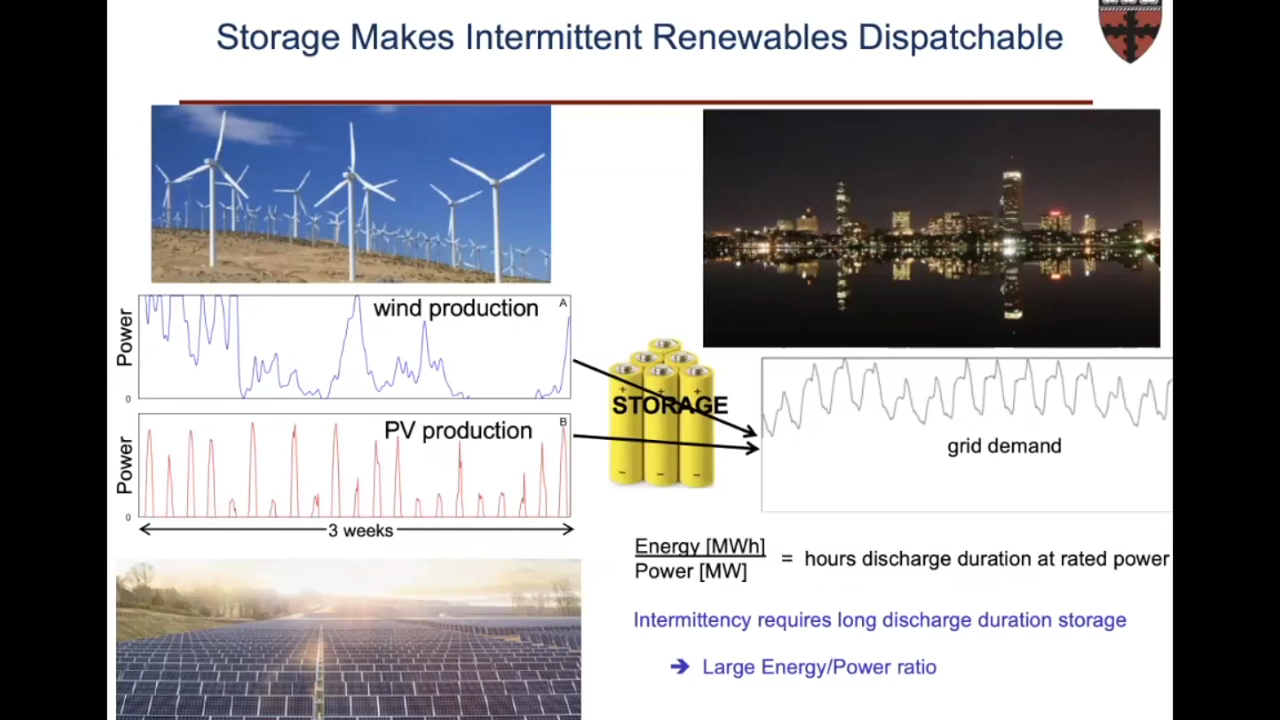 Storage Makes Intermittent Renewables Dispatchable
Power
wind production
A
0
Power
PV production
B
0
3 weeks
STORAGE
grid demand
Energy [MWh]
Power [MW]
= hours discharge duration at rated power
Intermittency requires long discharge duration storage
➔ Large Energy/Power ratio